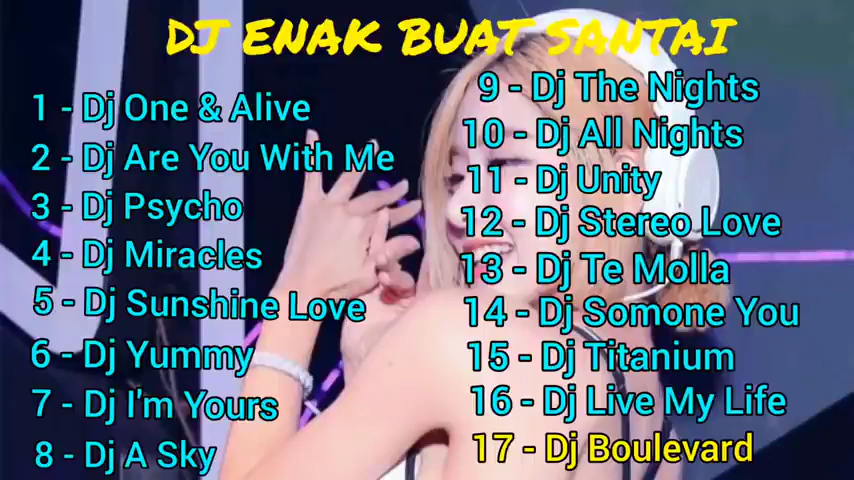 DJ ENAK BUAT SANTAI
1 - Dj One & Alive
2 - Dj Are You With Me
3 - Dj Psycho
4 - Dj Miracles
5 - Dj Sunshine Love
6 - Dj Yummy
7 - Dj I'm Yours
8 - Dj A Sky
9 - Dj The Nights
10 - Dj All Nights
11 - Dj Unity
12 - Dj Stereo Love
13 - Dj Te Molla
14 - Dj Somone You
15 - Dj Titanium
16 - Dj Live My Life
17 - Dj Boulevard